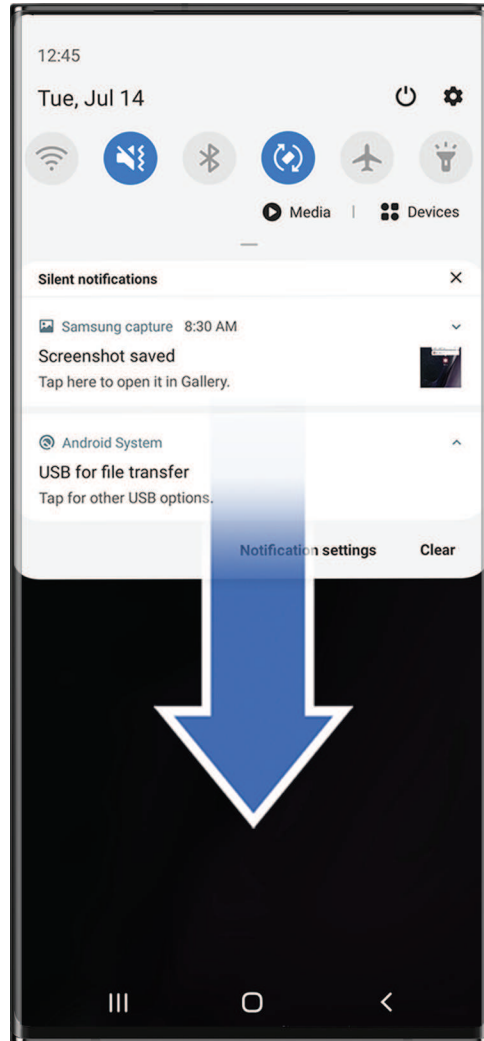 12:45
Tue, Jul 14
Media | Devices
Silent notifications
Samsung capture 8:30 AM
Screenshot saved
Tap here to open it in Gallery.
Android System
USB for file transfer
Tap for other USB options.
Notification settings Clear